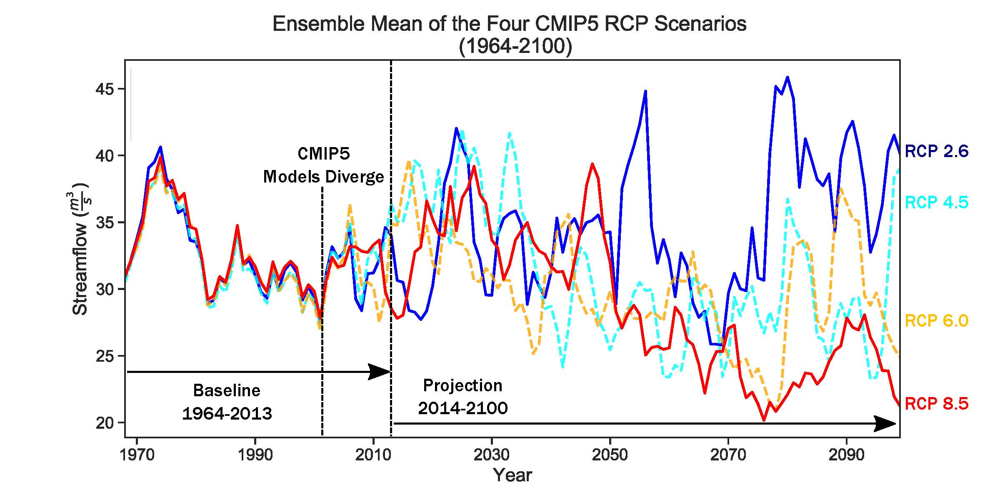 Ensemble Mean of the Four CMIP5 RCP Scenarios
(1964-2100)
45
40
35
30
25
20
Streamflow (m³/s)
CMIP5
Models Diverge
Baseline
1964-2013
Projection
2014-2100
RCP 2.6
RCP 4.5
RCP 6.0
RCP 8.5
1970 1990 2010 2030 2050 2070 2090
Year